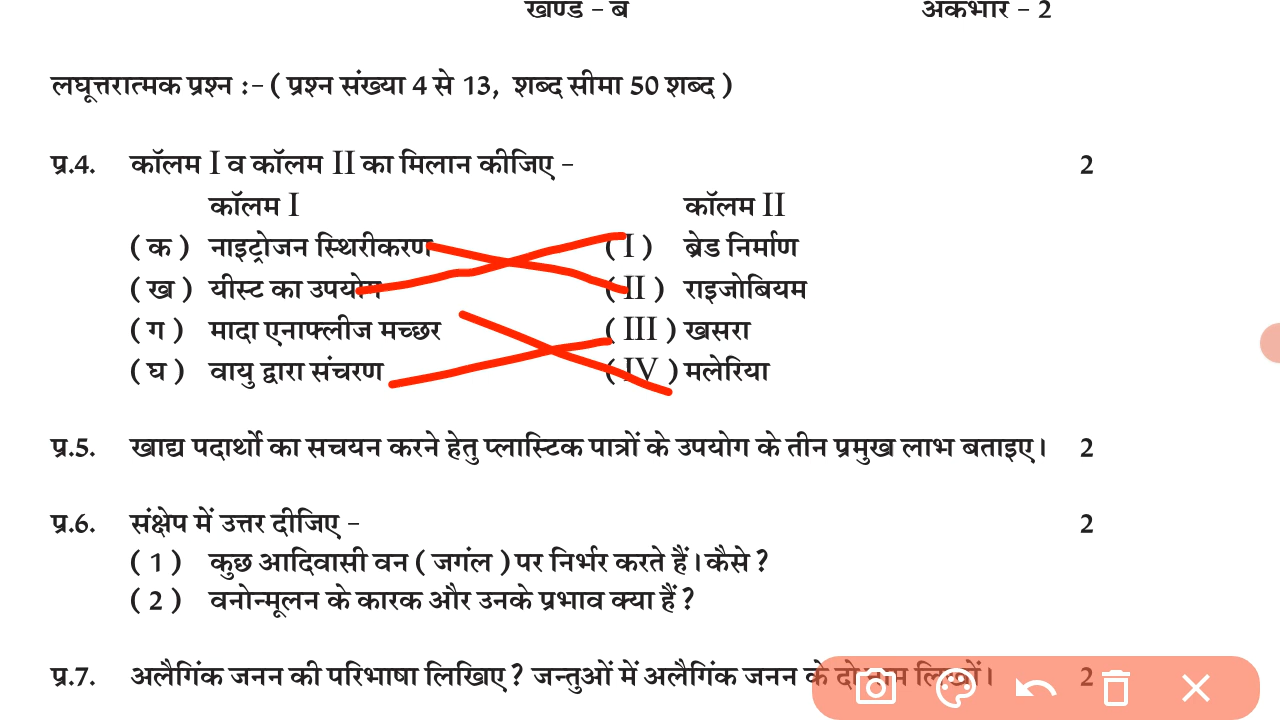 खण्ड – ब अंकभार – 2
लघूत्तरात्मक प्रश्न :- ( प्रश्न संख्या 4 से 13, शब्द सीमा 50 शब्द )
प्र.4. कॉलम I व कॉलम II का मिलान कीजिए – 2
कॉलम I कॉलम II
( क ) नाइट्रोजन स्थिरीकरण ( I ) ब्रेड निर्माण
( ख ) यीस्ट का उपयोग ( II ) राइजोबियम
( ग ) मादा एनाफ्लीज मच्छर ( III ) खसरा
( घ ) वायु द्वारा संचरण ( IV ) मलेरिया
प्र.5. खाद्य पदार्थो का सचयन करने हेतु प्लास्टिक पात्रों के उपयोग के तीन प्रमुख लाभ बताइए। 2
प्र.6. संक्षेप में उत्तर दीजिए – 2
( 1 ) कुछ आदिवासी वन ( जगंल ) पर निर्भर करते हैं। कैसे ?
( 2 ) वनोन्मूलन के कारक और उनके प्रभाव क्या हैं ?
प्र.7. अलैगिंक जनन की परिभाषा लिखिए ? जन्तुओं में अलैगिंक जनन के दो नाम लिखों। 2